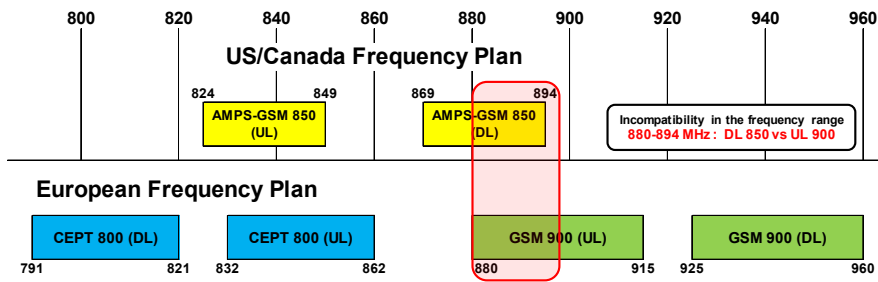 800 820 840 860 880 900 920 940 960
US/Canada Frequency Plan
824 849 869 894
AMPS-GSM 850
(UL)
AMPS-GSM 850
(DL)
Incompatibility in the frequency range
880-894 MHz : DL 850 vs UL 900
European Frequency Plan
CEPT 800 (DL) CEPT 800 (UL) GSM 900 (UL) GSM 900 (DL)
791 821 832 862 880 915 925 960